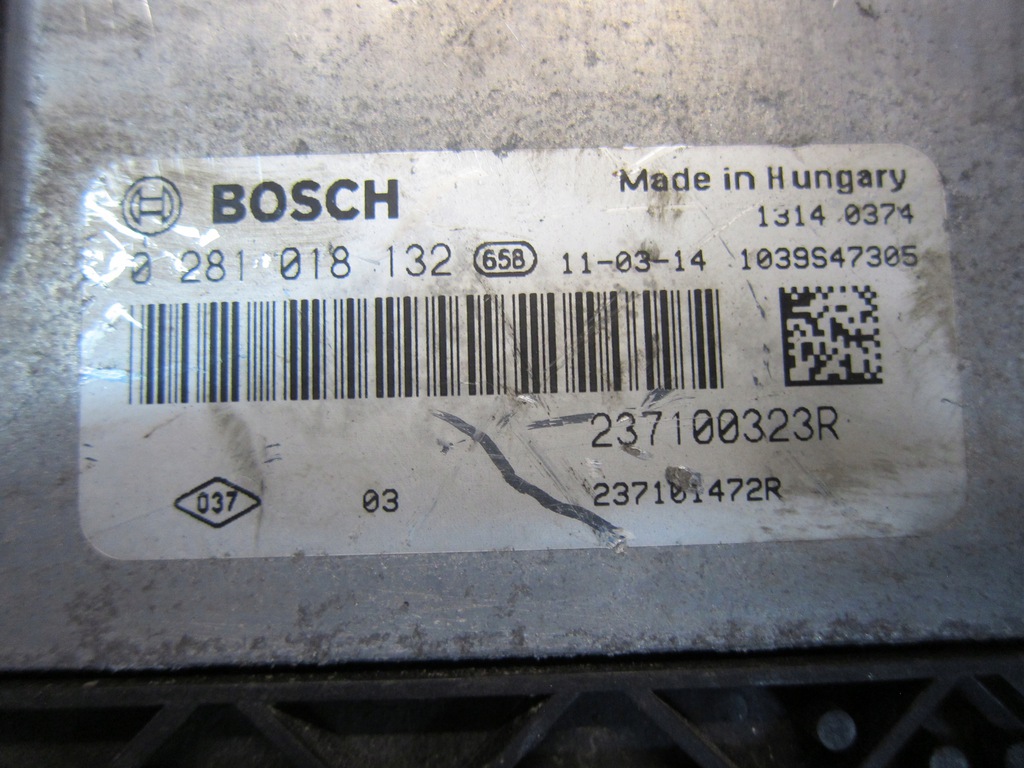 BOSCH Made in Hungary
1314 0374
0 281 018 132 658 11-03-14 1039S47305
237100323R
037 03 237101472R